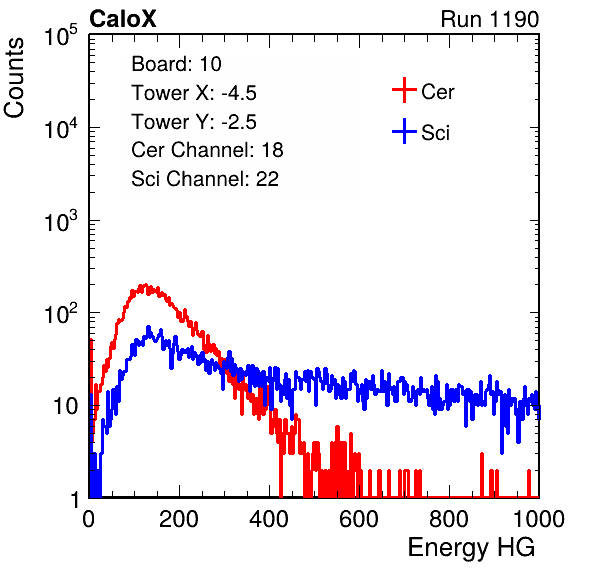 CaloX Run 1190
Counts
10^5
10^4
10^3
10^2
10
1
Board: 10
Tower X: -4.5
Tower Y: -2.5
Cer Channel: 18
Sci Channel: 22
Cer
Sci
0 200 400 600 800 1000
Energy HG